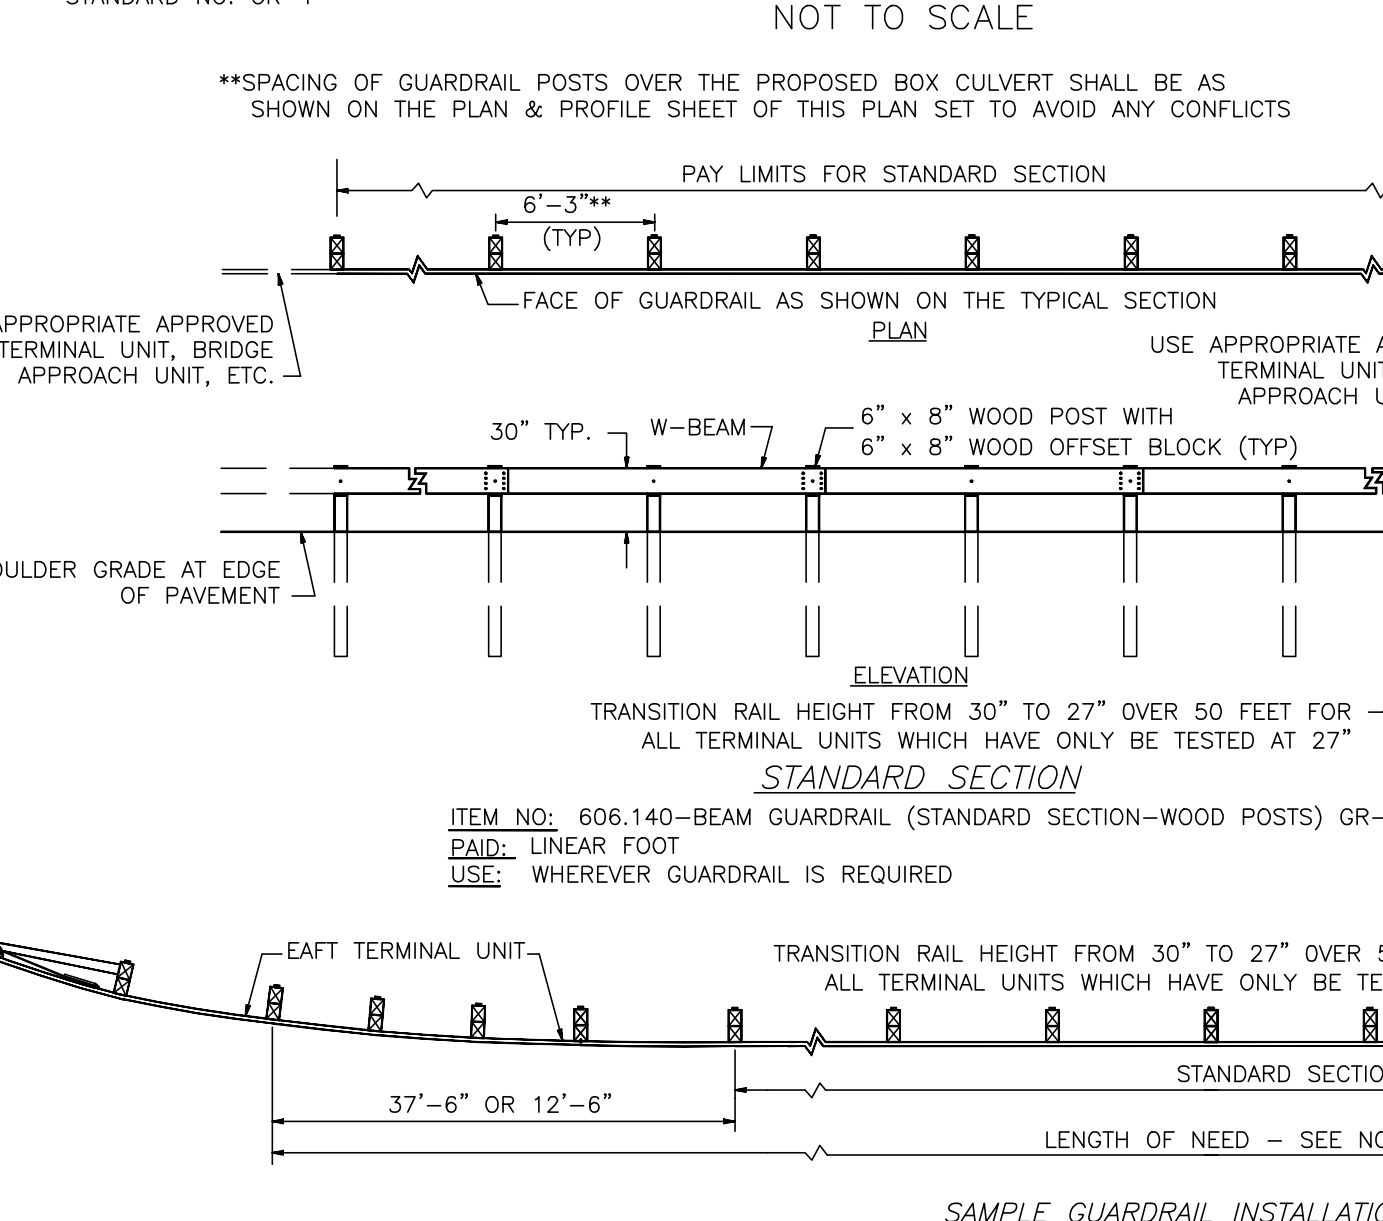 STANDARD NO. GR-1
NOT TO SCALE
**SPACING OF GUARDRAIL POSTS OVER THE PROPOSED BOX CULVERT SHALL BE AS
SHOWN ON THE PLAN & PROFILE SHEET OF THIS PLAN SET TO AVOID ANY CONFLICTS
PAY LIMITS FOR STANDARD SECTION
6'-3"**
(TYP)
FACE OF GUARDRAIL AS SHOWN ON THE TYPICAL SECTION
PLAN
APPROPRIATE APPROVED
TERMINAL UNIT, BRIDGE
APPROACH UNIT, ETC.
USE APPROPRIATE A
TERMINAL UNIT
APPROACH U
30" TYP.
W-BEAM
6" x 8" WOOD POST WITH
6" x 8" WOOD OFFSET BLOCK (TYP)
OULDER GRADE AT EDGE
OF PAVEMENT
ELEVATION
TRANSITION RAIL HEIGHT FROM 30" TO 27" OVER 50 FEET FOR
ALL TERMINAL UNITS WHICH HAVE ONLY BE TESTED AT 27"
STANDARD SECTION
ITEM NO: 606.140-BEAM GUARDRAIL (STANDARD SECTION-WOOD POSTS) GR-
PAID: LINEAR FOOT
USE: WHEREVER GUARDRAIL IS REQUIRED
EAFT TERMINAL UNIT
TRANSITION RAIL HEIGHT FROM 30" TO 27" OVER 5
ALL TERMINAL UNITS WHICH HAVE ONLY BE TE
STANDARD SECTIO
37'-6" OR 12'-6"
LENGTH OF NEED - SEE NO
SAMPLE GUARDRAIL INSTALLATIO